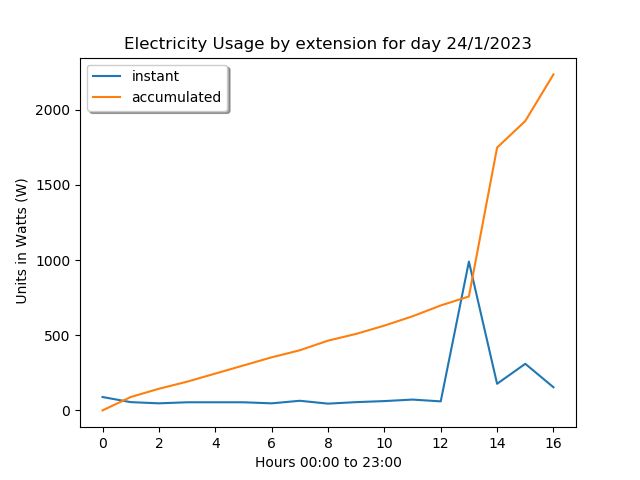 Electricity Usage by extension for day 24/1/2023
instant
accumulated
2000
1500
1000
500
0
Units in Watts (W)
0 2 4 6 8 10 12 14 16
Hours 00:00 to 23:00